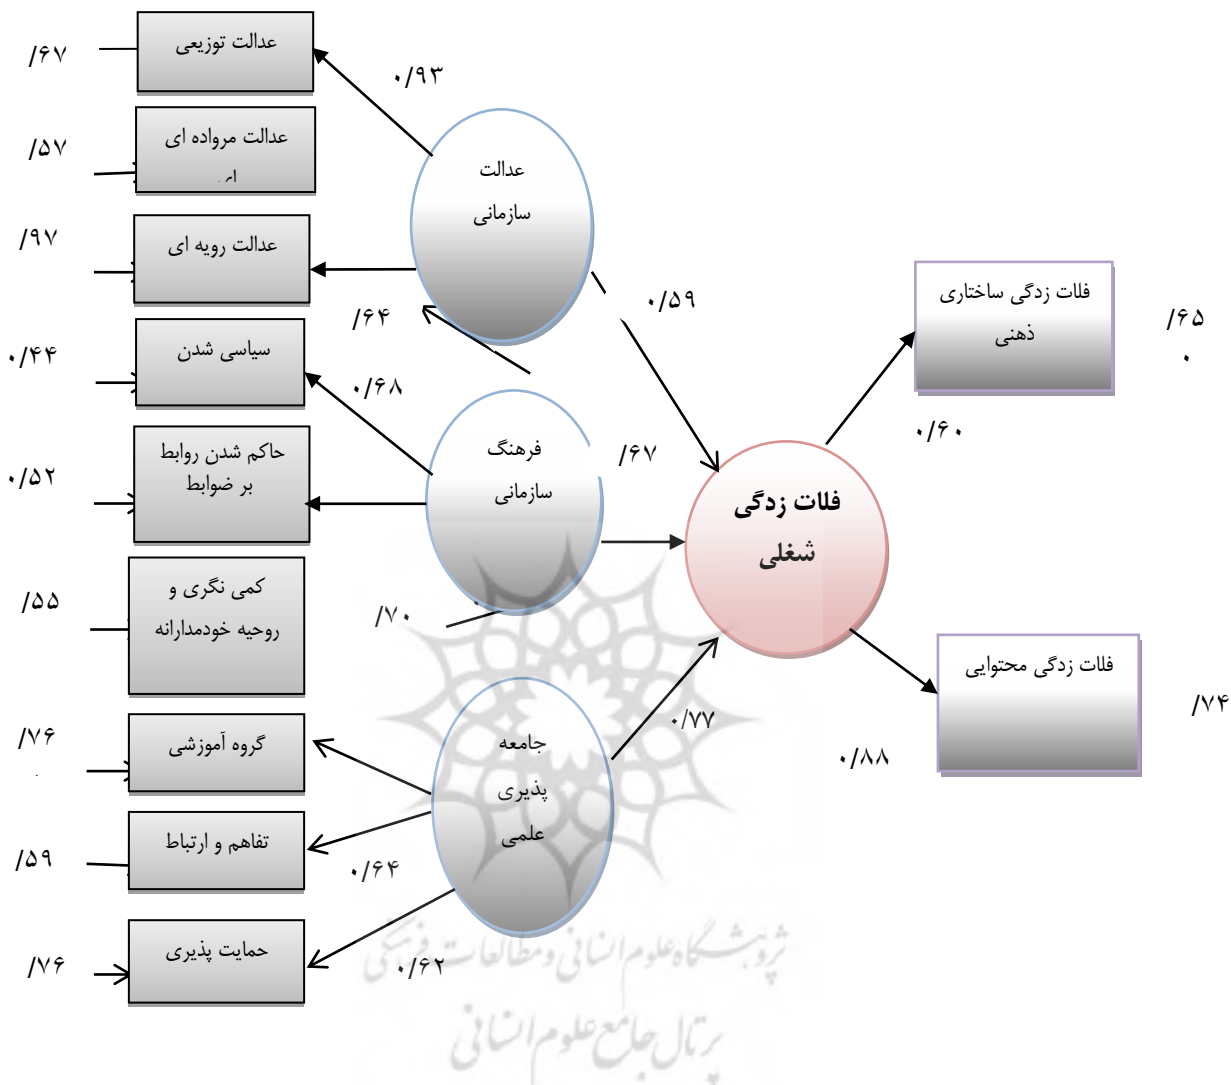 عدالت توزیعی
/۶۷
۰/۹۳
عدالت مرواده ای
ای
/۵۷
عدالت
سازمانی
عدالت رویه ای
/۹۷
/۶۴
۰/۵۹
فلات زدگی ساختاری
ذهنی
/۶۵
۰
سیاسی شدن
۰/۴۴
۰/۶۸
۰/۶۰
حاکم شدن روابط
بر ضوابط
۰/۵۲
فرهنگ
سازمانی
/۶۷
فلات زدگی
شغلی
کمی نگری و
روحیه خودمدارانه
/۵۵
/۷۰
فلات زدگی محتوایی
/۷۴
۰/۸۸
گروه آموزشی
/۷۶
جامعه
پذیری
علمی
۰/۷۷
تفاهم و ارتباط
/۵۹
۰/۶۴
حمایت پذیری
/۷۶
۰/۶۲
پژوهشگاه علوم انسانی و مطالعات فرهنگی
پرتال جامع علوم انسانی